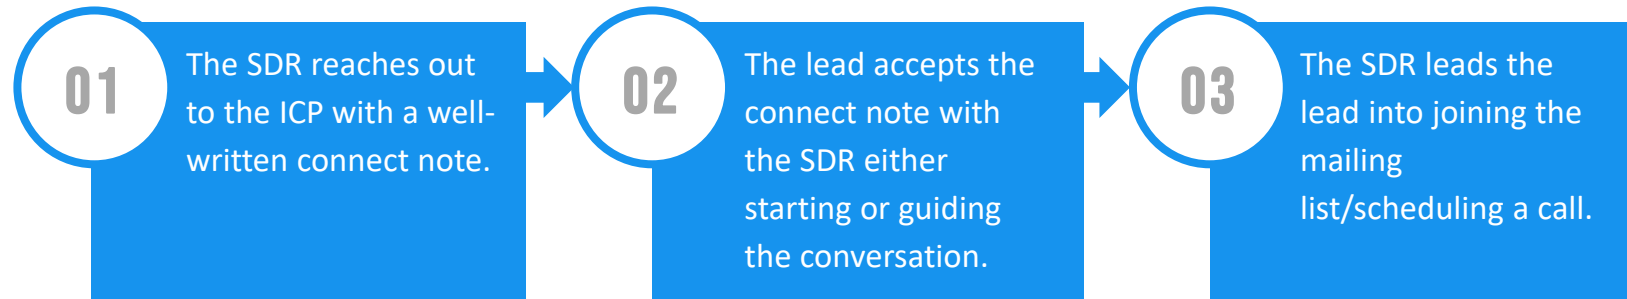 01
The SDR reaches out
to the ICP with a well-
written connect note.
02
The lead accepts the
connect note with
the SDR either
starting or guiding
the conversation.
03
The SDR leads the
lead into joining the
mailing
list/scheduling a call.